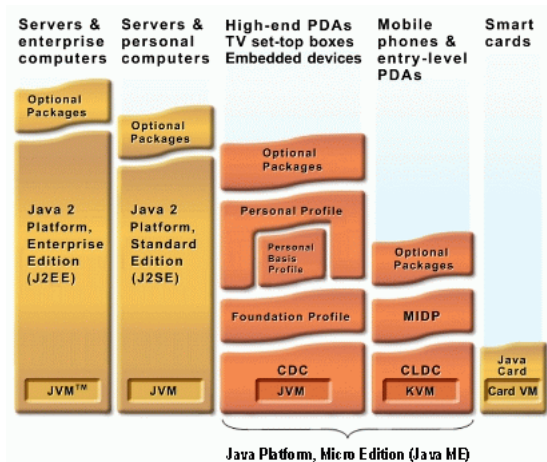 Servers &
enterprise
computers
Servers &
personal
computers
High-end PDAs
TV set-top boxes
Embedded devices
Mobile
phones &
entry-level
PDAs
Smart
cards
Optional
Packages
Java 2
Platform,
Enterprise
Edition
(J2EE)
JVM™
Optional
Packages
Java 2
Platform,
Standard
Edition
(J2SE)
JVM
Optional
Packages
Personal Profile
Personal
Basis
Profile
Foundation Profile
CDC
JVM
Optional
Packages
MIDP
CLDC
KVM
Java
Card
Card VM
Java Platform, Micro Edition (Java ME)